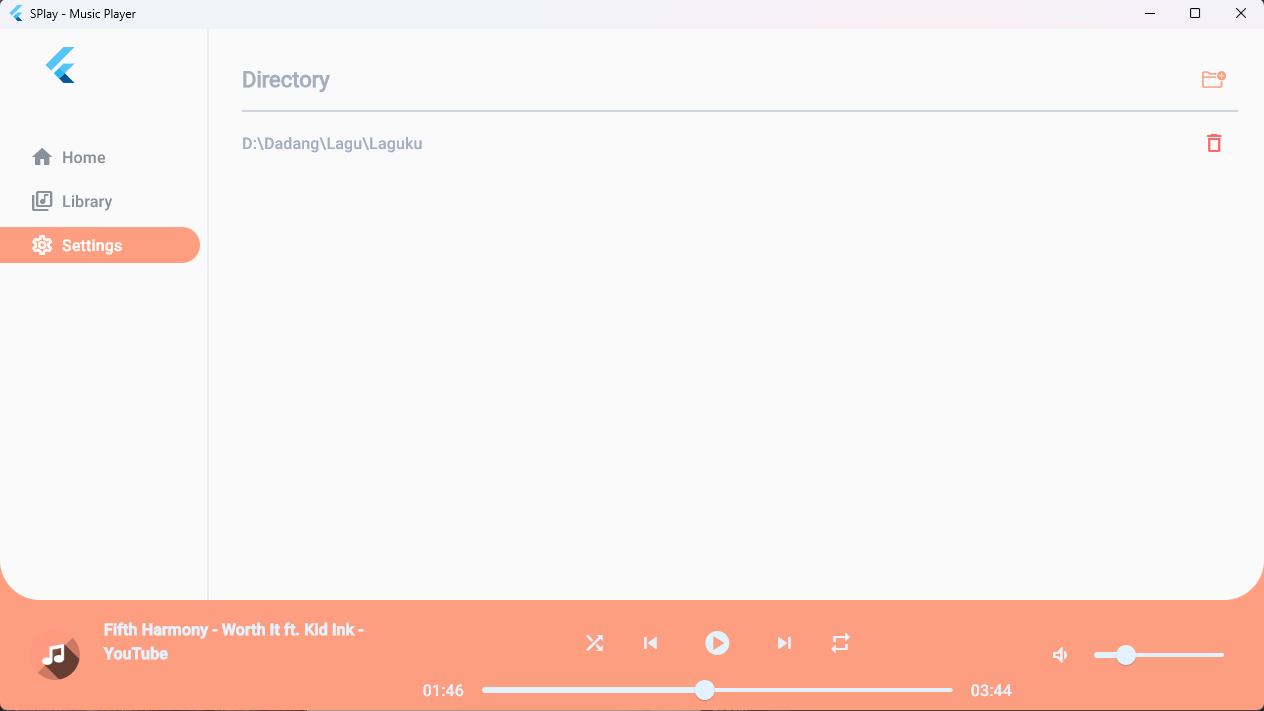 SPlay - Music Player
Directory
D:\Dadang\Lagu\Laguku
Home
Library
Settings
Fifth Harmony - Worth It ft. Kid Ink -
YouTube
01:46
03:44